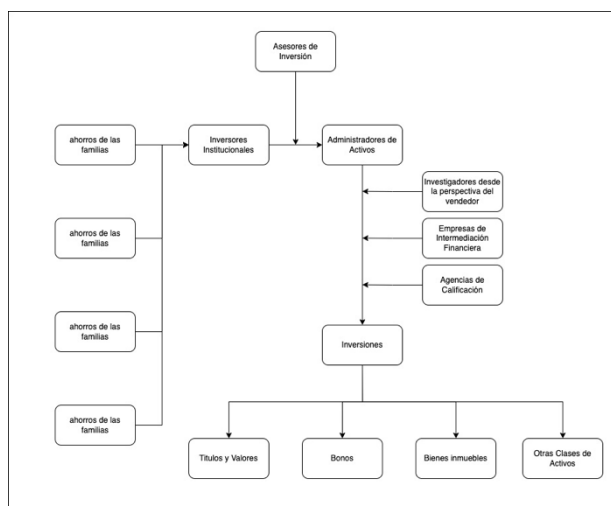 Asesores de
Inversión
ahorros de las
familias
Inversores
Institucionales
Administradores de
Activos
Investigadores desde
la perspectiva del
vendedor
ahorros de las
familias
Empresas de
Intermediación
Financiera
Agencias de
Calificación
ahorros de las
familias
Inversiones
ahorros de las
familias
Titulos y Valores
Bonos
Bienes inmuebles
Otras Clases de
Activos